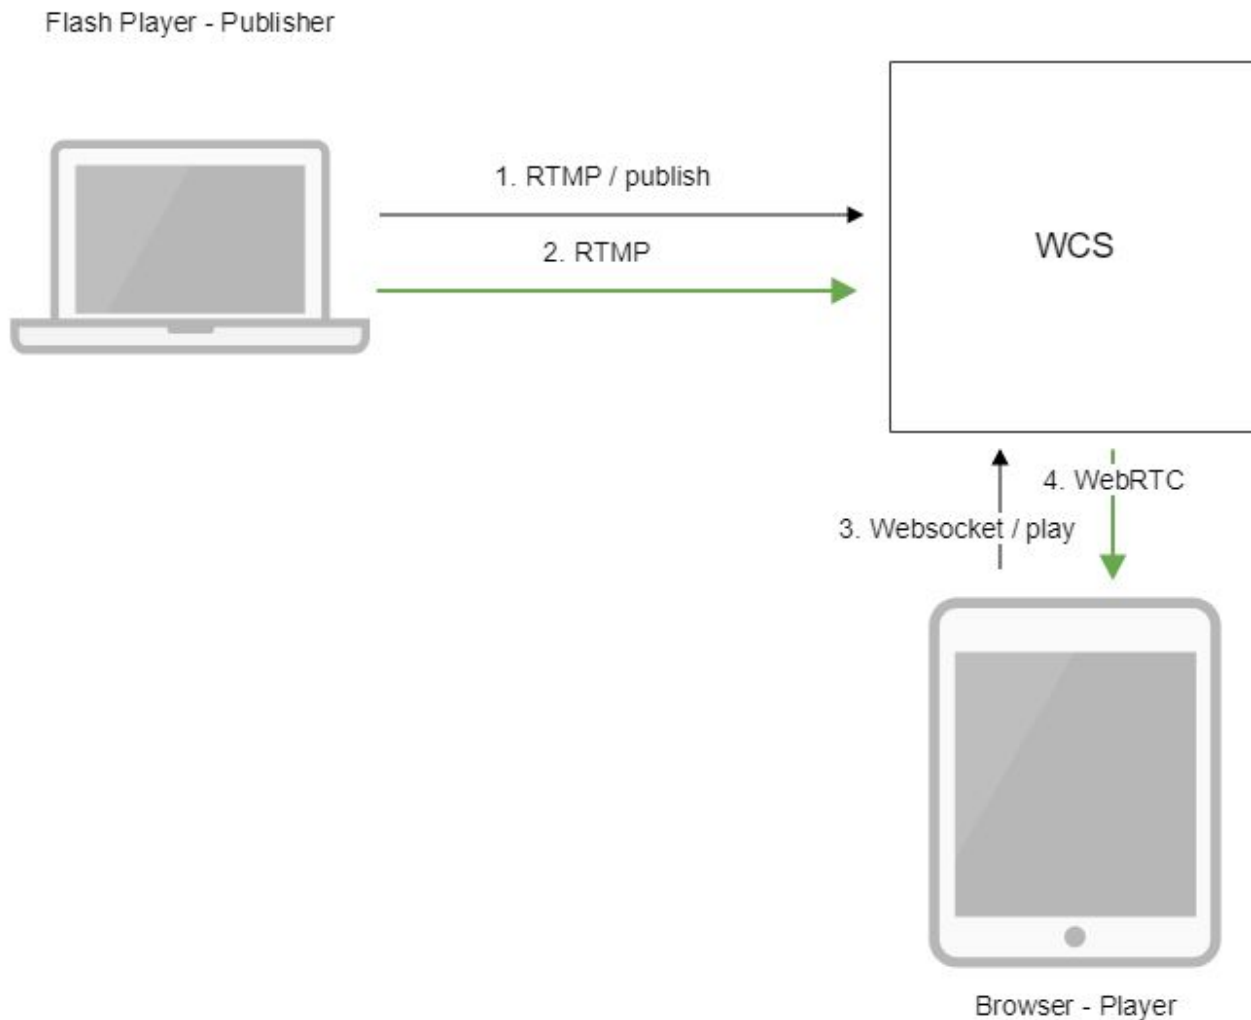 Flash Player - Publisher
1. RTMP / publish
2. RTMP
WCS
4. WebRTC
3. Websocket / play
Browser - Player